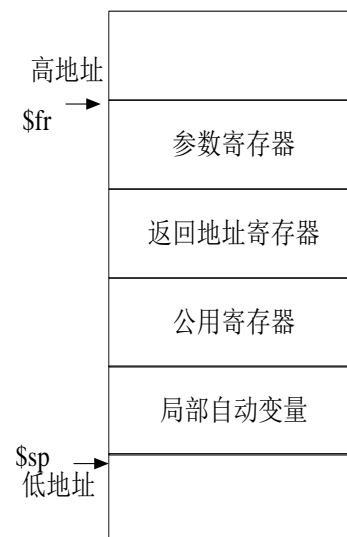 高地址
$fr
参数寄存器
返回地址寄存器
公用寄存器
局部自动变量
$sp
低地址